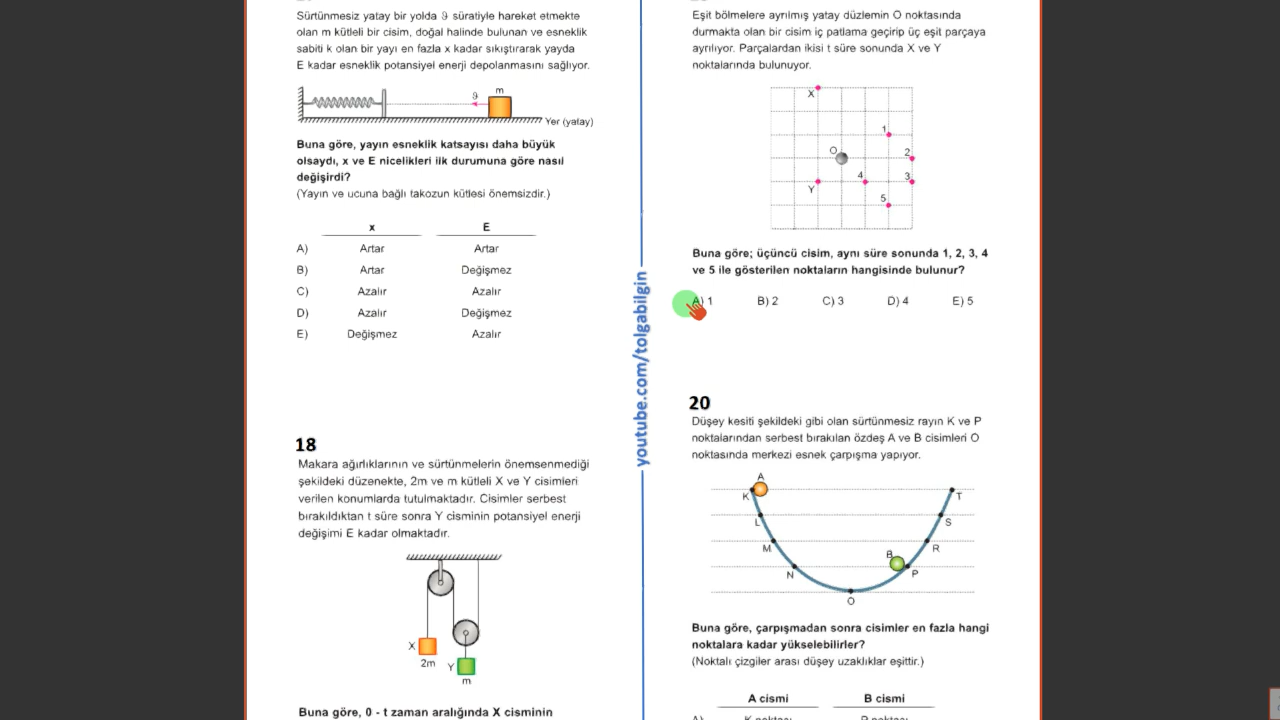 Sürtünmesiz yatay bir yolda ϑ süratiyle hareket etmekte
olan m kütleli bir cisim, doğal halinde bulunan ve esneklik
sabiti k olan bir yayı en fazla x kadar sıkıştırarak yayda
E kadar esneklik potansiyel enerji depolanmasını sağlıyor.
m
ϑ
Yer (yatay)
Buna göre, yayın esneklik katsayısı daha büyük
olsaydı, x ve E nicelikleri ilk durumuna göre nasıl
değişirdi?
(Yayın ve ucuna bağlı takozun kütlesi önemsizdir.)
x E
A) Artar Artar
B) Artar Değişmez
C) Azalır Azalır
D) Azalır Değişmez
E) Değişmez Azalır
18
Makara ağırlıklarının ve sürtünmelerin önemsenmediği
şekildeki düzenekte, 2m ve m kütleli X ve Y cisimleri
verilen konumlarda tutulmaktadır. Cisimler serbest
bırakıldıktan t süre sonra Y cisminin potansiyel enerji
değişimi E kadar olmaktadır.
X
2m
Y
m
Buna göre, 0 - t zaman aralığında X cisminin
youtube.com/tolgabilgin
Eşit bölmelere ayrılmış yatay düzlemin O noktasında
durmakta olan bir cisim iç patlama geçirip üç eşit parçaya
ayrılıyor. Parçalardan ikisi t süre sonunda X ve Y
noktalarında bulunuyor.
X
1
O
2
4
3
Y
5
Buna göre; üçüncü cisim, aynı süre sonunda 1, 2, 3, 4
ve 5 ile gösterilen noktaların hangisinde bulunur?
A) 1 B) 2 C) 3 D) 4 E) 5
20
Düşey kesiti şekildeki gibi olan sürtünmesiz rayın K ve P
noktalarından serbest bırakılan özdeş A ve B cisimleri O
noktasında merkezi esnek çarpışma yapıyor.
A
K
T
L
S
M
R
B
N
P
O
Buna göre, çarpışmadan sonra cisimler en fazla hangi
noktalara kadar yükselebilirler?
(Noktalı çizgiler arası düşey uzaklıklar eşittir.)
A cismi B cismi
A) K noktası P noktası